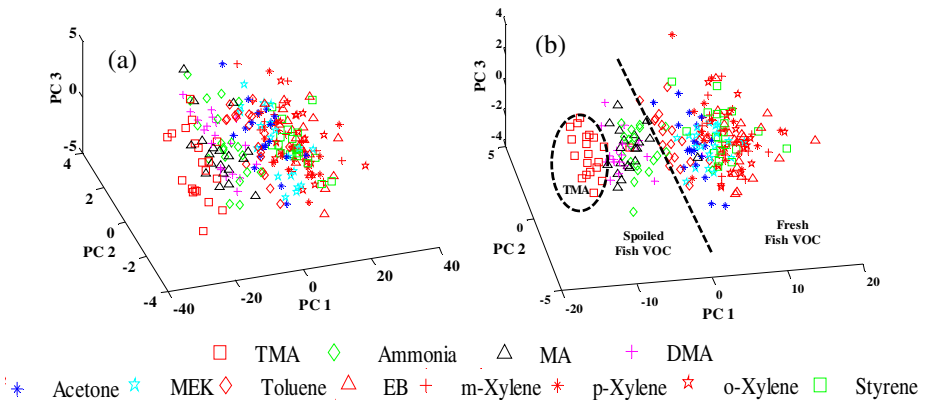 (a)
PC 3
5
0
-5
4
2
0
-2
-4
PC 2
-40
-20
0
20
40
PC 1
(b)
PC 3
4
2
0
-2
-4
5
0
-5
PC 2
-20
-10
0
10
20
PC 1
TMA
Spoiled
Fish VOC
Fresh
Fish VOC
TMA Ammonia MA DMA
Acetone MEK Toluene EB m-Xylene p-Xylene o-Xylene Styrene